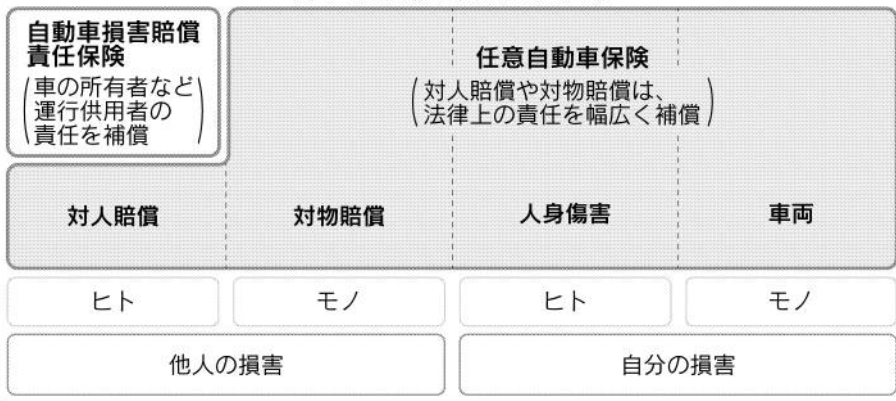 自動車損害賠償
責任保険
(車の所有者など
運行供用者の
責任を補償)
任意自動車保険
(対人賠償や対物賠償は、
法律上の責任を幅広く補償)
対人賠償
対物賠償
人身傷害
車両
ヒト
モノ
ヒト
モノ
他人の損害
自分の損害